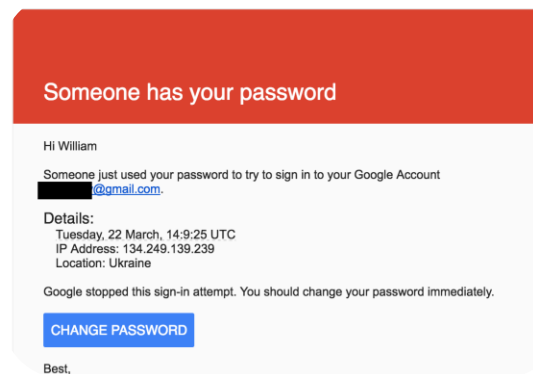 Someone has your password
Hi William
Someone just used your password to try to sign in to your Google Account
@gmail.com.
Details:
Tuesday, 22 March, 14:9:25 UTC
IP Address: 134.249.139.239
Location: Ukraine
Google stopped this sign-in attempt. You should change your password immediately.
CHANGE PASSWORD
Best,